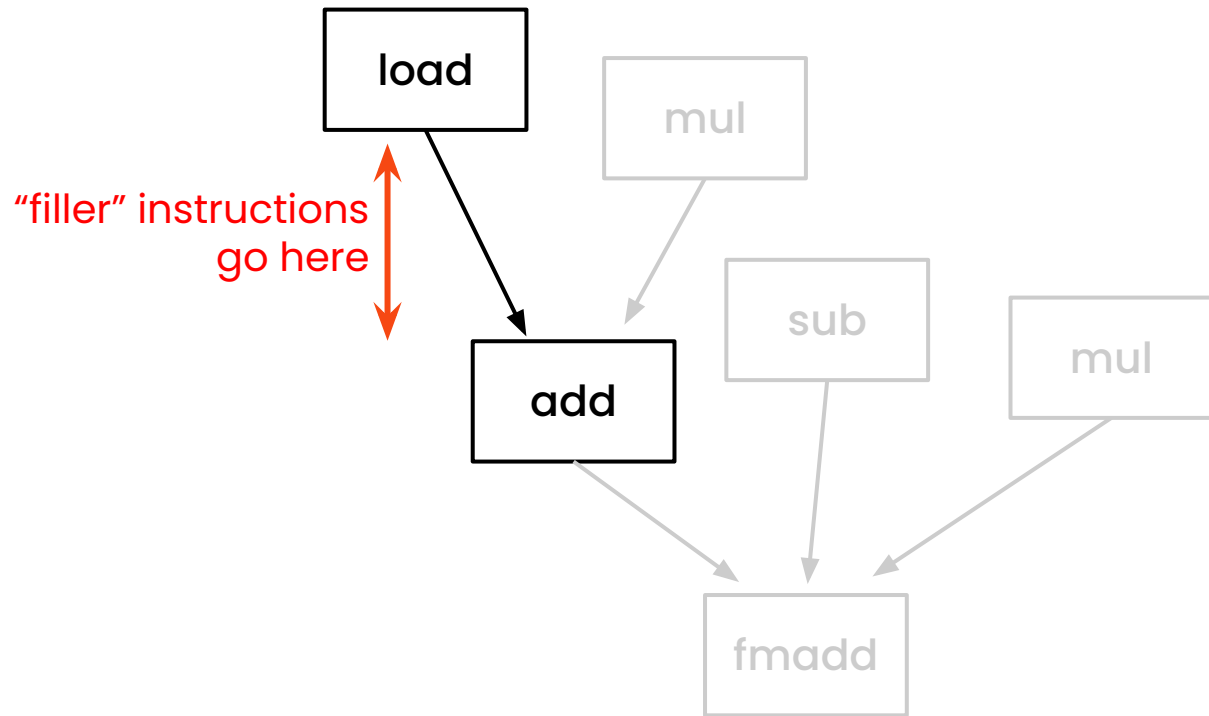 load
mul
“filler” instructions
go here
sub
mul
add
fmadd